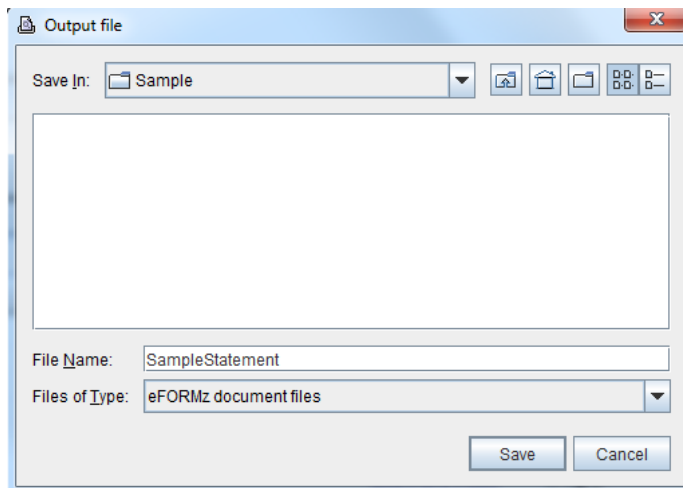 Output file
Save In: Sample
File Name: SampleStatement
Files of Type: eFORMz document files
Save Cancel